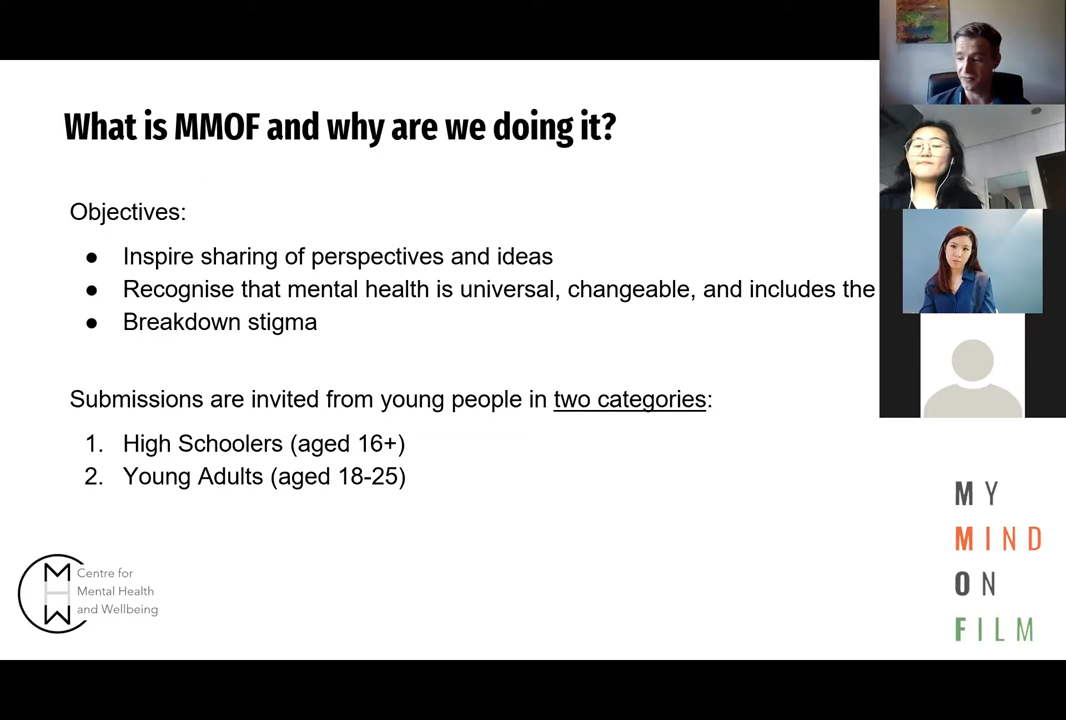 What is MMOF and why are we doing it?
Objectives:
● Inspire sharing of perspectives and ideas
● Recognise that mental health is universal, changeable, and includes the
● Breakdown stigma
Submissions are invited from young people in two categories:
1. High Schoolers (aged 16+)
2. Young Adults (aged 18-25)
MHW
Centre for
Mental Health
and Wellbeing
MY
MIND
ON
FILM